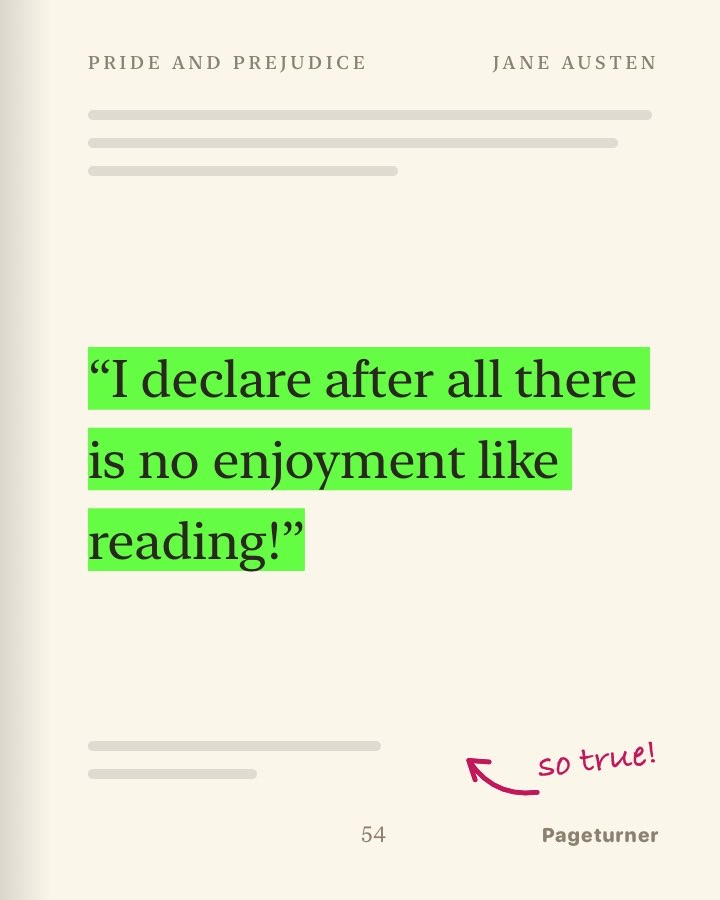 PRIDE AND PREJUDICE JANE AUSTEN
“I declare after all there
is no enjoyment like
reading!”
so true!
54 Pageturner